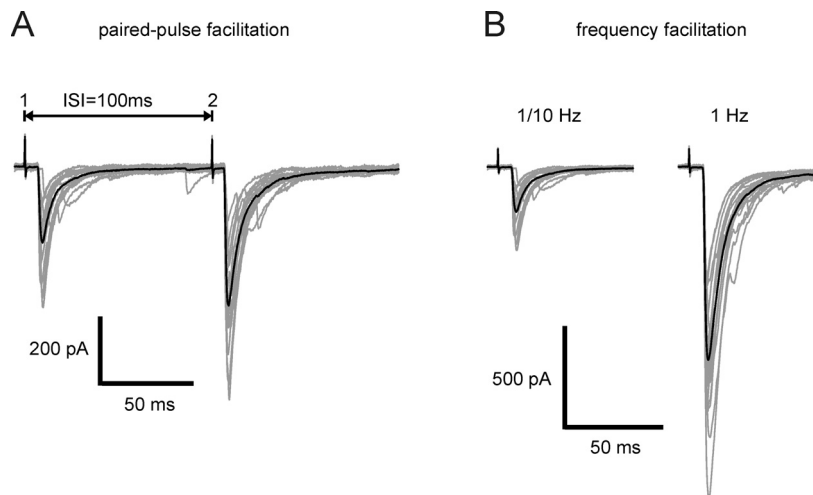 A
paired-pulse facilitation
1 ISI=100ms 2
200 pA
50 ms
B
frequency facilitation
1/10 Hz
1 Hz
500 pA
50 ms